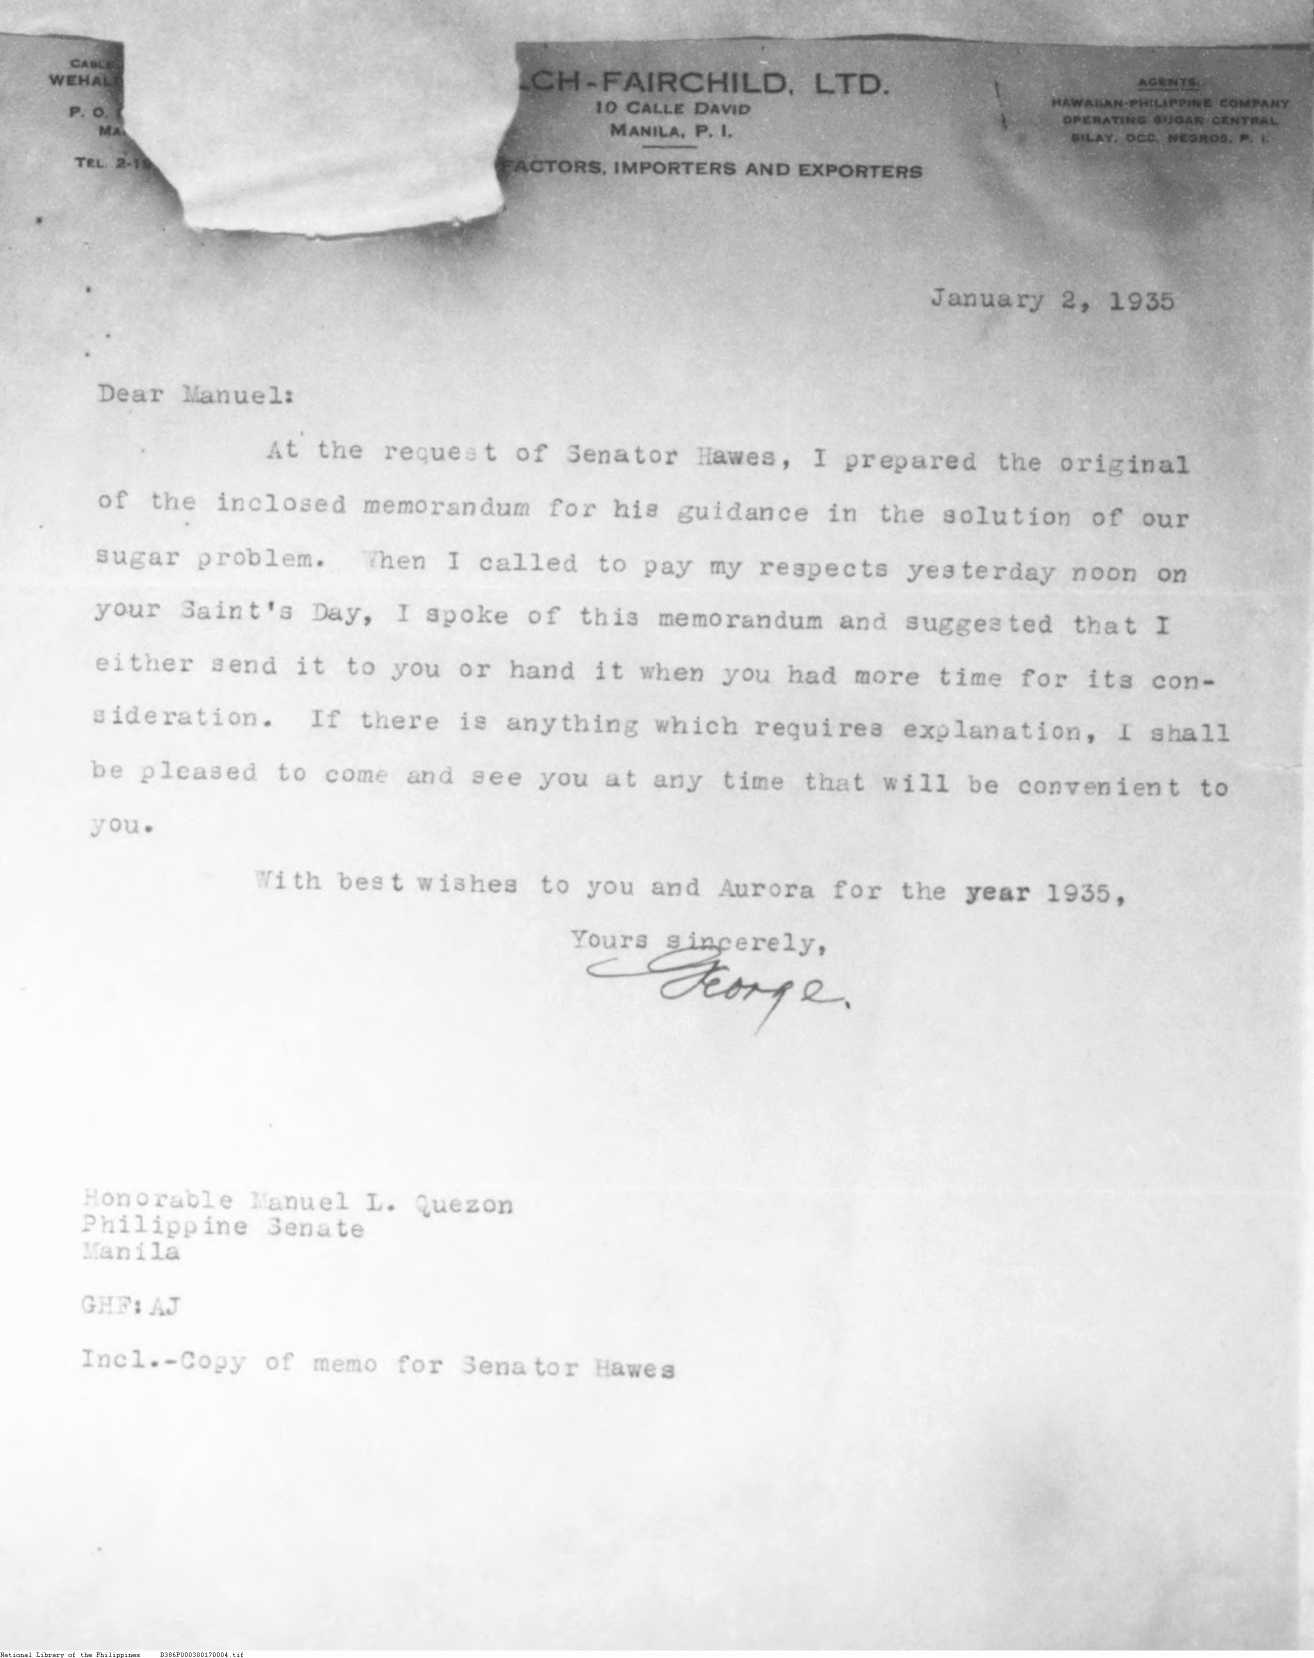 WEHAL
P. O.
TEL. 2-
CH-FAIRCHILD, LTD.
10 CALLE DAVID
MANILA, P. I.
FACTORS, IMPORTERS AND EXPORTERS
AGENTS:
HAWAIIAN-PHILIPPINE COMPANY
OPERATING SUGAR CENTRAL
SILAY, OCC. NEGROS, P. I.
January 2, 1935
Dear Manuel:
At the request of Senator Hawes, I prepared the original
of the inclosed memorandum for his guidance in the solution of our
sugar problem. When I called to pay my respects yesterday noon on
your Saint's Day, I spoke of this memorandum and suggested that I
either send it to you or hand it when you had more time for its con-
sideration. If there is anything which requires explanation, I shall
be pleased to come and see you at any time that will be convenient to
you.
With best wishes to you and Aurora for the year 1935,
Yours sincerely,
George.
Honorable Manuel L. Quezon
Philippine Senate
Manila
GHF:AJ
Incl.-Copy of memo for Senator Hawes
National Library of the Philippines B386P000300170004.tif